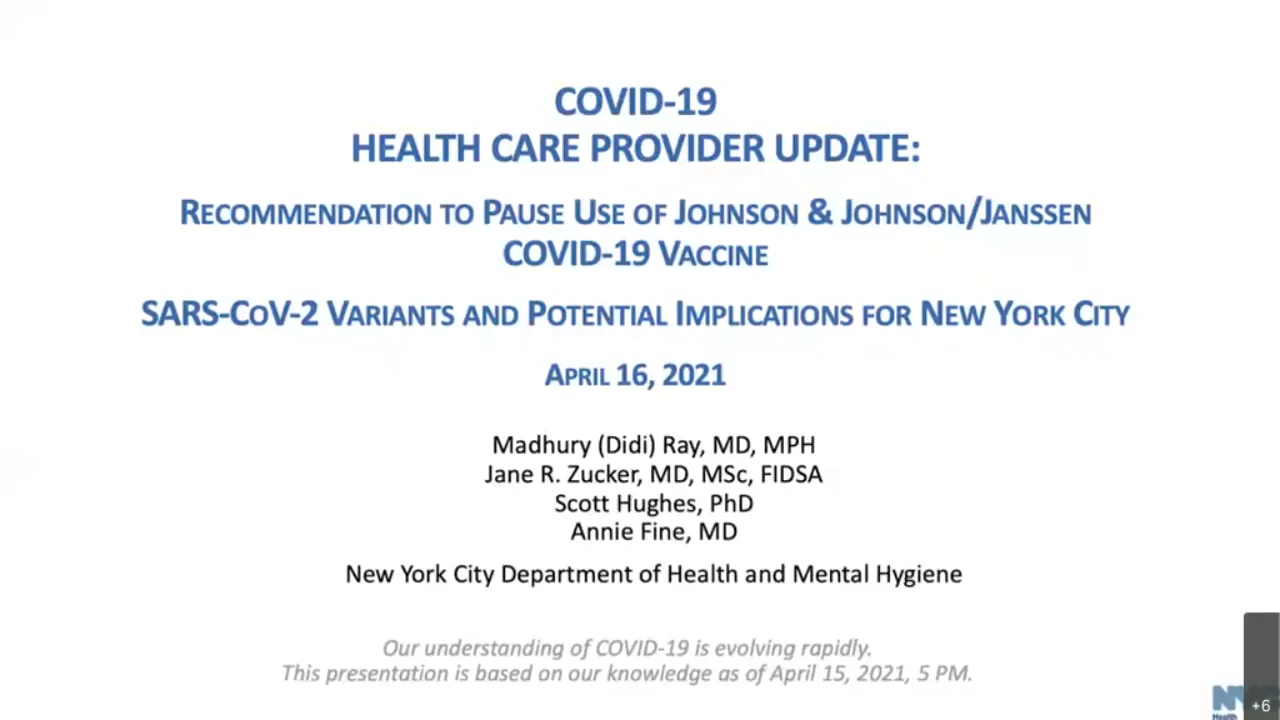 COVID-19
HEALTH CARE PROVIDER UPDATE:
RECOMMENDATION TO PAUSE USE OF JOHNSON & JOHNSON/JANSSEN
COVID-19 VACCINE
SARS-COV-2 VARIANTS AND POTENTIAL IMPLICATIONS FOR NEW YORK CITY
APRIL 16, 2021
Madhury (Didi) Ray, MD, MPH
Jane R. Zucker, MD, MSc, FIDSA
Scott Hughes, PhD
Annie Fine, MD
New York City Department of Health and Mental Hygiene
Our understanding of COVID-19 is evolving rapidly.
This presentation is based on our knowledge as of April 15, 2021, 5 PM.
Health
+6